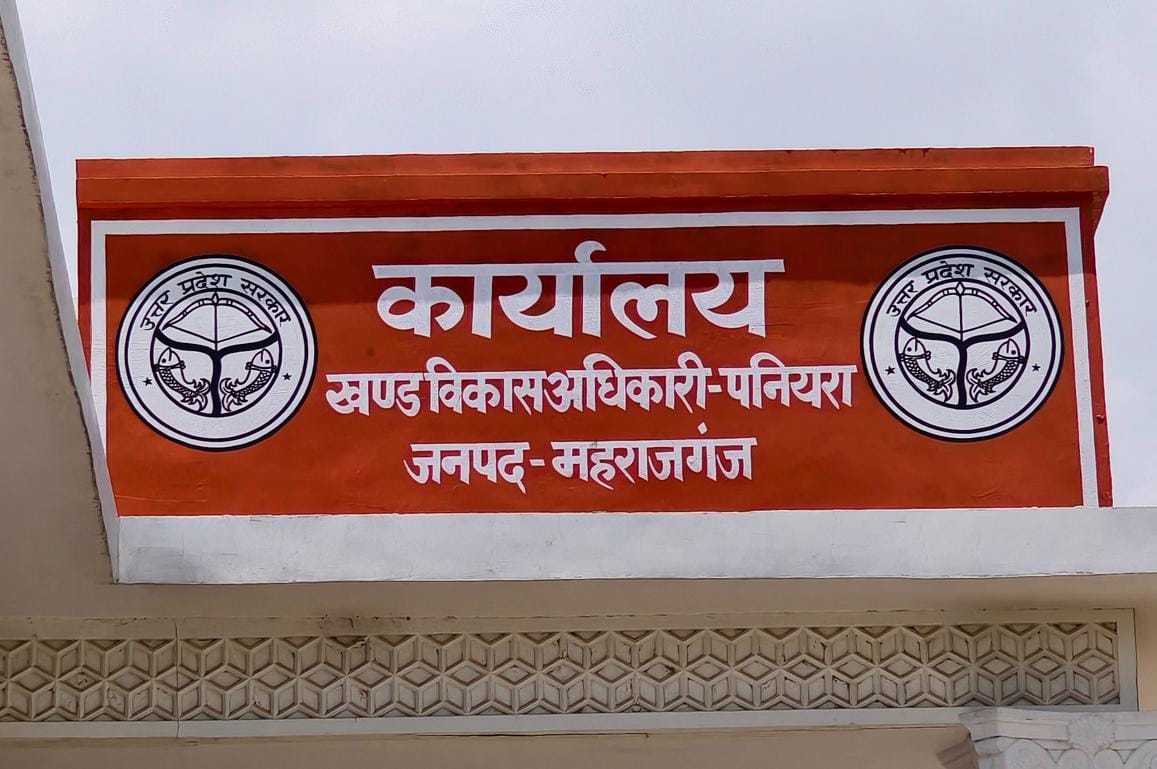 उत्तर प्रदेश सरकार
कार्यालय
खण्ड विकास अधिकारी-पनियरा
जनपद - महराजगंज
उत्तर प्रदेश सरकार